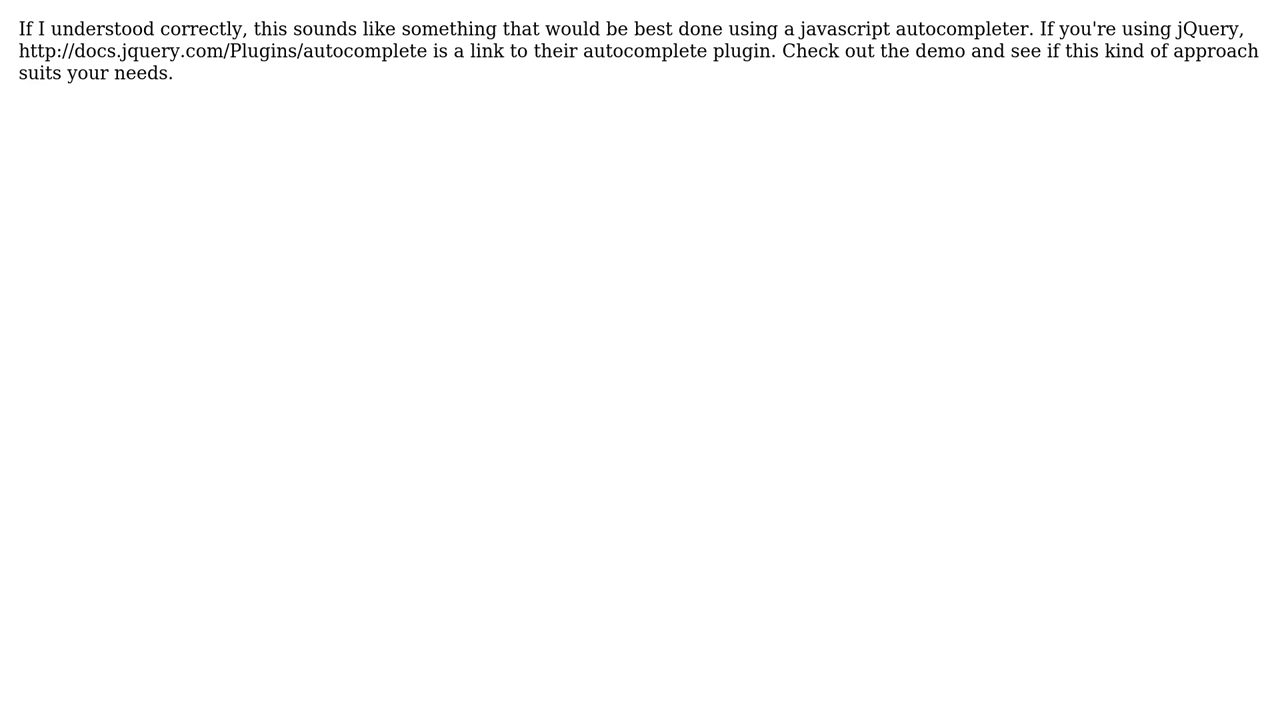 If I understood correctly, this sounds like something that would be best done using a javascript autocompleter. If you're using jQuery,
http://docs.jquery.com/Plugins/autocomplete is a link to their autocomplete plugin. Check out the demo and see if this kind of approach
suits your needs.